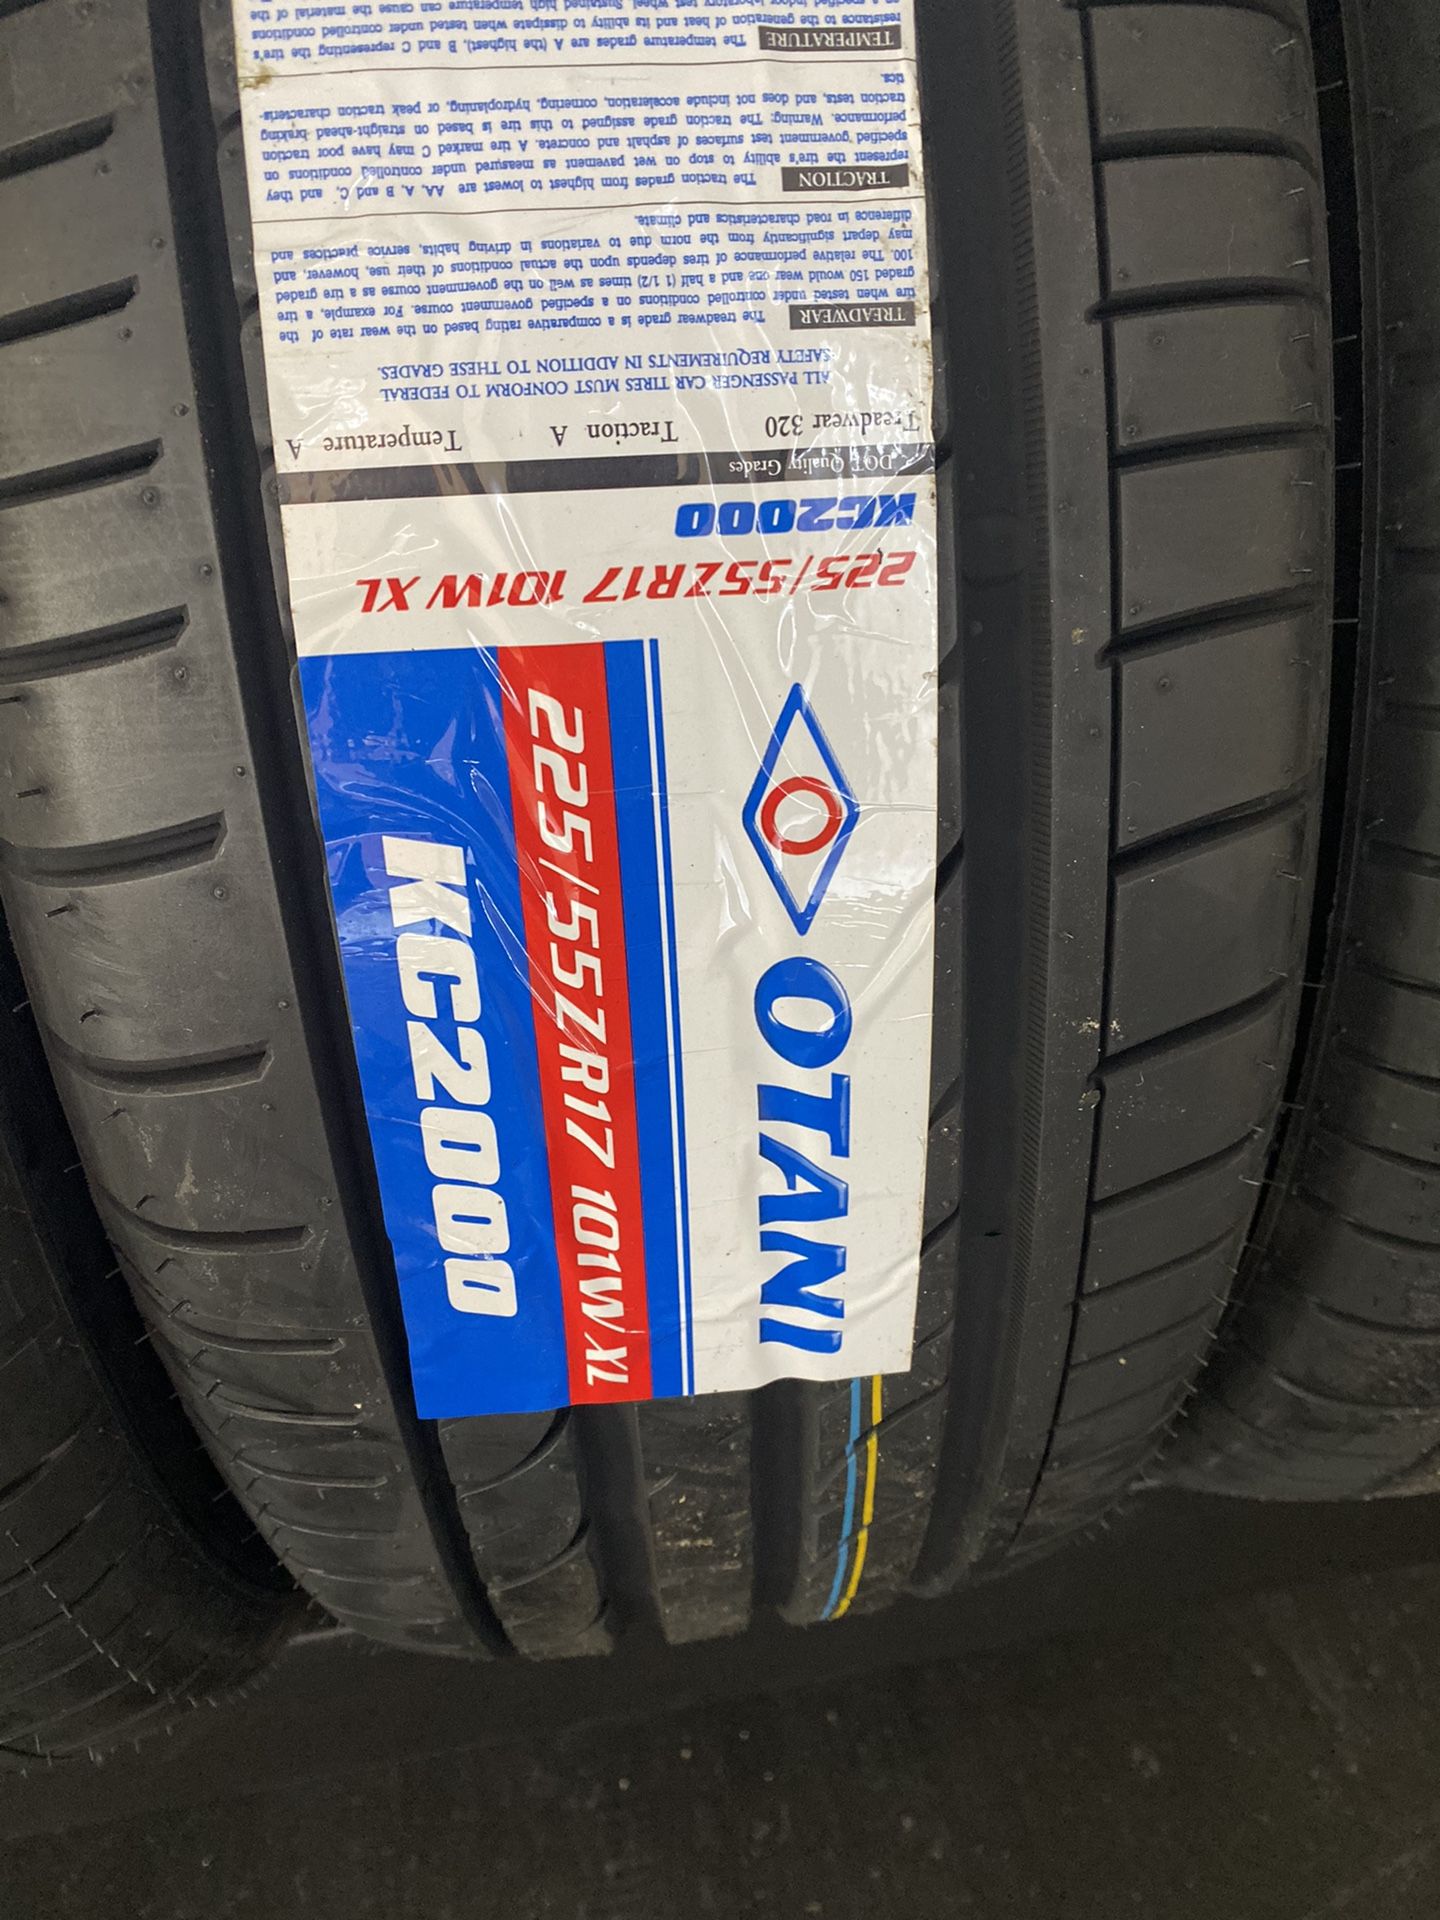 OTANI
225/55ZR17 101W XL
KC2000
225/55ZR17 101W XL
KC2000
DOT Quality Grades
Treadwear 320 Traction A Temperature A
ALL PASSENGER CAR TIRES MUST CONFORM TO FEDERAL
SAFETY REQUIREMENTS IN ADDITION TO THESE GRADES.
TREADWEAR The treadwear grade is a comparative rating based on the wear rate of the
tire when tested under controlled conditions on a specified government course. For example, a tire
graded 150 would wear one and a half (1 1/2) times as well on the government course as a tire graded
100. The relative performance of tires depends upon the actual conditions of their use, however, and
may depart significantly from the norm due to variations in driving habits, service practices and
difference in road characteristics and climate.
TRACTION The traction grades from highest to lowest are AA, A, B and C, and they
represent the tire's ability to stop on wet pavement as measured under controlled conditions on
specified government test surfaces of asphalt and concrete. A tire marked C may have poor traction
performance. Warning: The traction grade assigned to this tire is based on straight-ahead braking
traction tests, and does not include acceleration, cornering, hydroplaning, or peak traction characteris-
tics.
TEMPERATURE The temperature grades are A (the highest), B and C representing the tire's
resistance to the generation of heat and its ability to dissipate when tested under controlled conditions
on a specified indoor laboratory test wheel. Sustained high temperature can cause the material of the